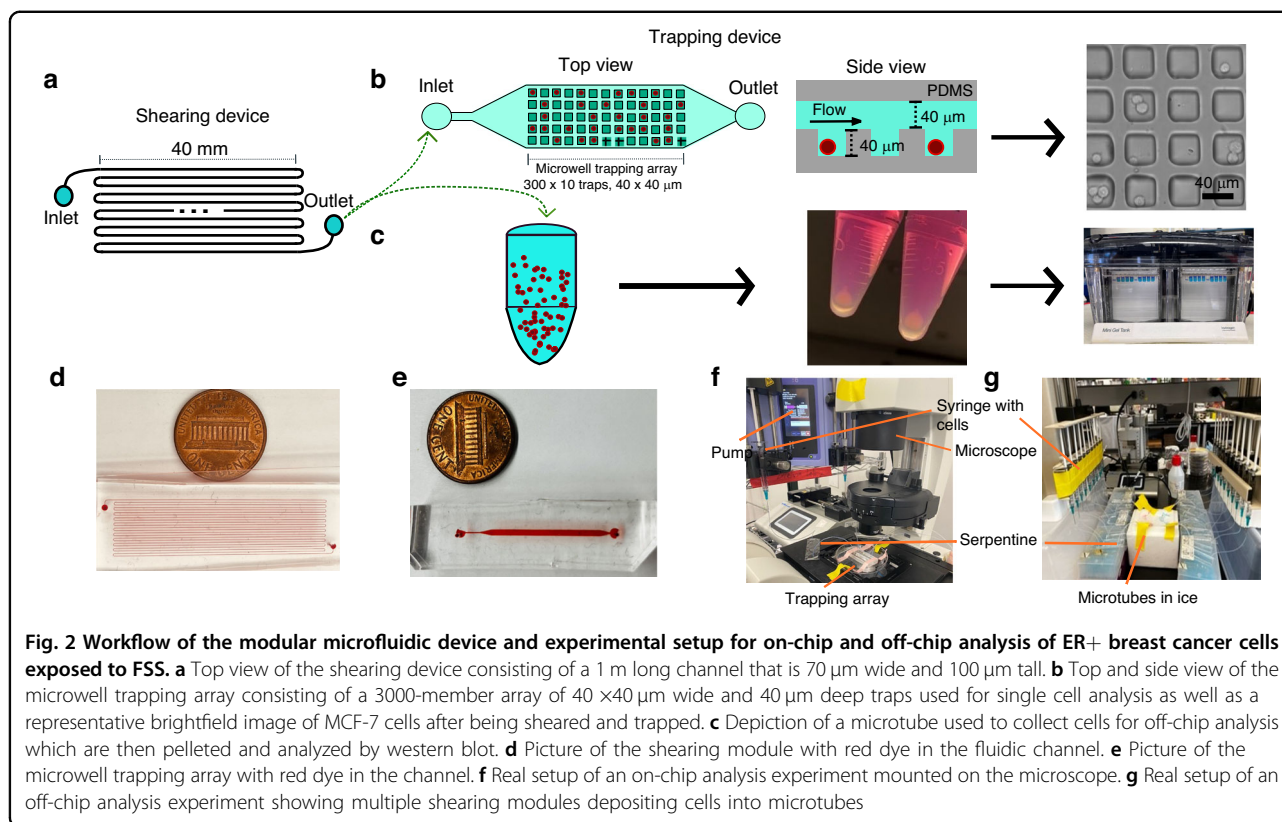 Trapping device
a
b
Top view
Side view
Inlet
Outlet
PDMS
Shearing device
Flow
40 μm
40 μm
40 mm
Microwell trapping array
300 x 10 traps, 40 x 40 μm
40 μm
Inlet
Outlet
c
Mini Gel Tank
d
e
f
g
UNITED
ONE CENT
ONE CENT
Syringe with
cells
Pump
Microscope
Serpentine
Trapping array
Microtubes in ice
Fig. 2 Workflow of the modular microfluidic device and experimental setup for on-chip and off-chip analysis of ER+ breast cancer cells
exposed to FSS. a Top view of the shearing device consisting of a 1 m long channel that is 70 μm wide and 100 μm tall. b Top and side view of the
microwell trapping array consisting of a 3000-member array of 40 ×40 μm wide and 40 μm deep traps used for single cell analysis as well as a
representative brightfield image of MCF-7 cells after being sheared and trapped. c Depiction of a microtube used to collect cells for off-chip analysis
which are then pelleted and analyzed by western blot. d Picture of the shearing module with red dye in the fluidic channel. e Picture of the
microwell trapping array with red dye in the channel. f Real setup of an on-chip analysis experiment mounted on the microscope. g Real setup of an
off-chip analysis experiment showing multiple shearing modules depositing cells into microtubes